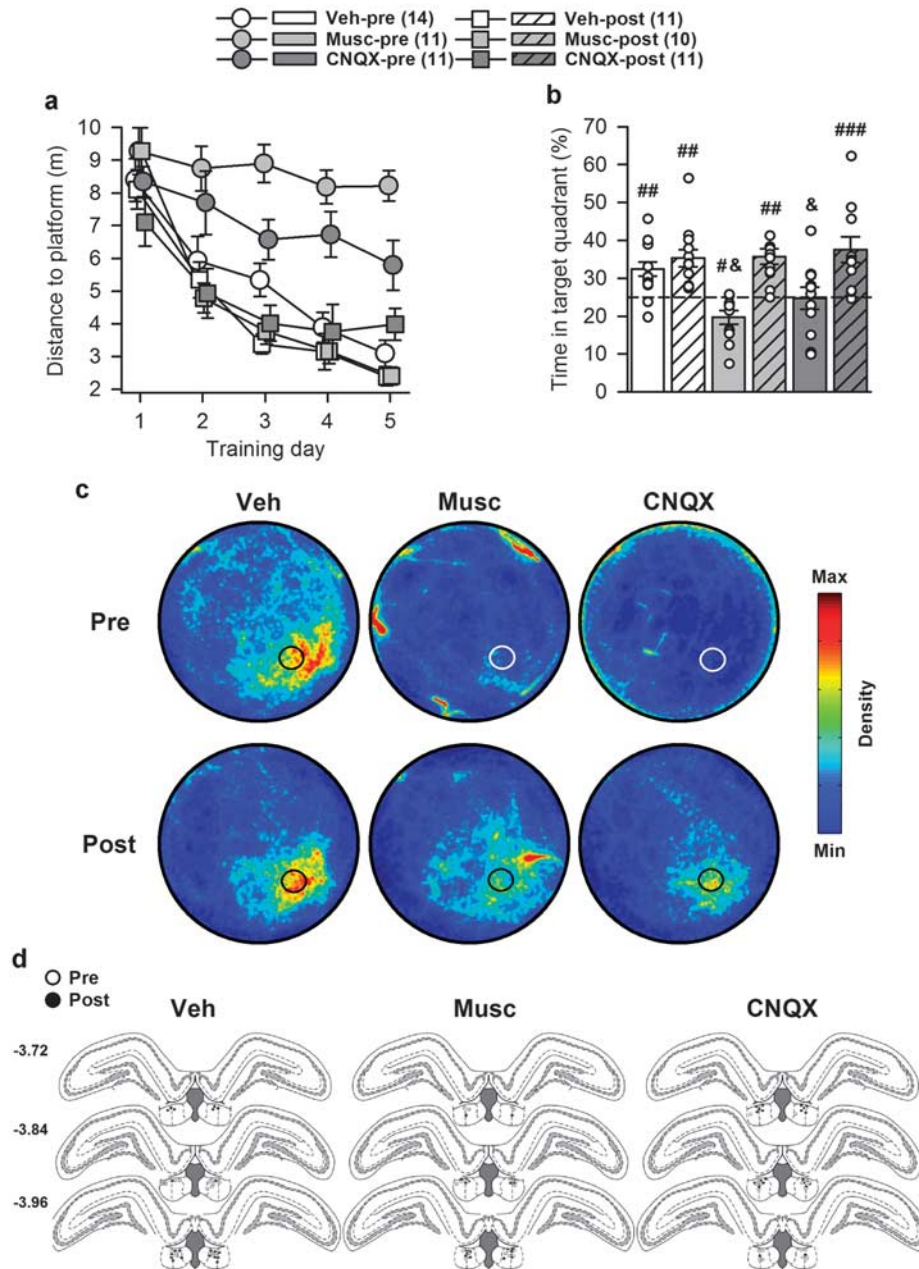 Veh-pre (14) Veh-post (11)
Musc-pre (11) Musc-post (10)
CNQX-pre (11) CNQX-post (11)
a
Distance to platform (m)
10
9
8
7
6
5
4
3
2
1 2 3 4 5
Training day
b
Time in target quadrant (%)
70
60
50
40
30
20
10
0
##
##
#&
##
&
###
c
Veh Musc CNQX
Pre
Post
Max
Density
Min
d
Pre
Post
Veh Musc CNQX
-3.72
-3.84
-3.96